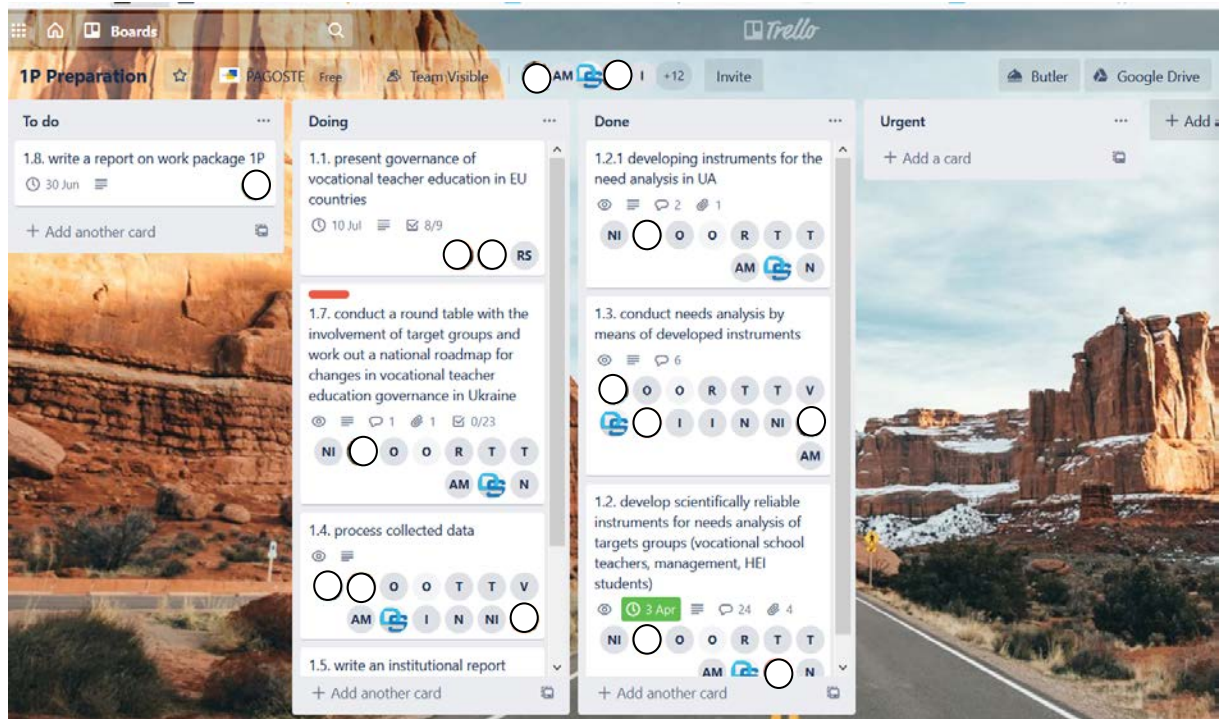 Boards
Trello
1P Preparation
PAGOSTE Free
Team Visible
AM
I
+12
Invite
Butler
Google Drive
To do
1.8. write a report on work package 1P
30 Jun
+ Add another card
Doing
1.1. present governance of
vocational teacher education in EU
countries
10 Jul 8/9
RS
1.7. conduct a round table with the
involvement of target groups and
work out a national roadmap for
changes in vocational teacher
education governance in Ukraine
1 1 0/23
NI O O R T T
AM N
1.4. process collected data
O O T T V
AM I N NI
1.5. write an institutional report
+ Add another card
Done
1.2.1 developing instruments for the
need analysis in UA
2 1
NI O O R T T
AM N
1.3. conduct needs analysis by
means of developed instruments
6
O O R T T V
I I N NI
AM
1.2. develop scientifically reliable
instruments for needs analysis of
targets groups (vocational school
teachers, management, HEI
students)
3 Apr 24 4
NI O O R T T
AM N
+ Add another card
Urgent
+ Add a card
+ Add